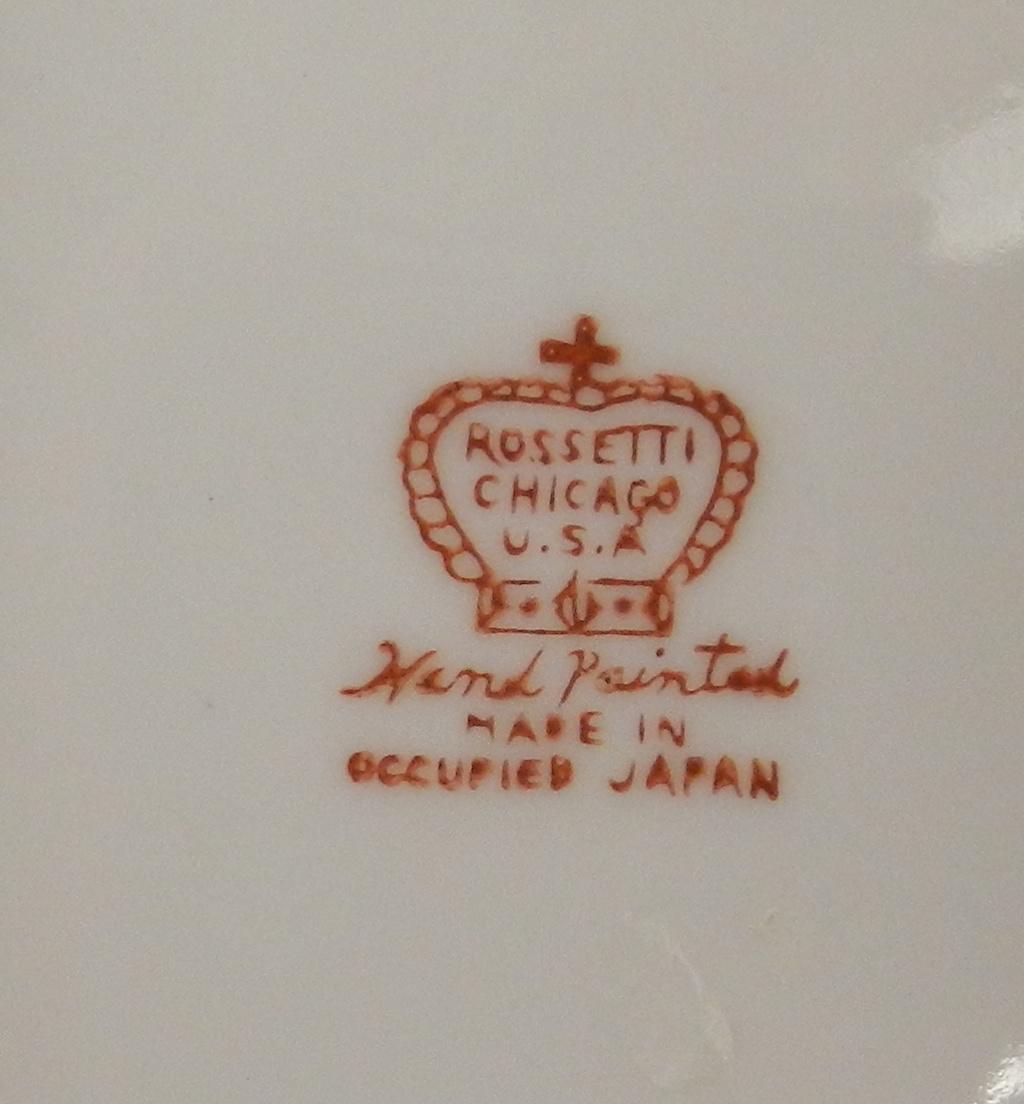 ROSSETTI
CHICAGO
U.S.A
Hand Painted
MADE IN
OCCUPIED JAPAN